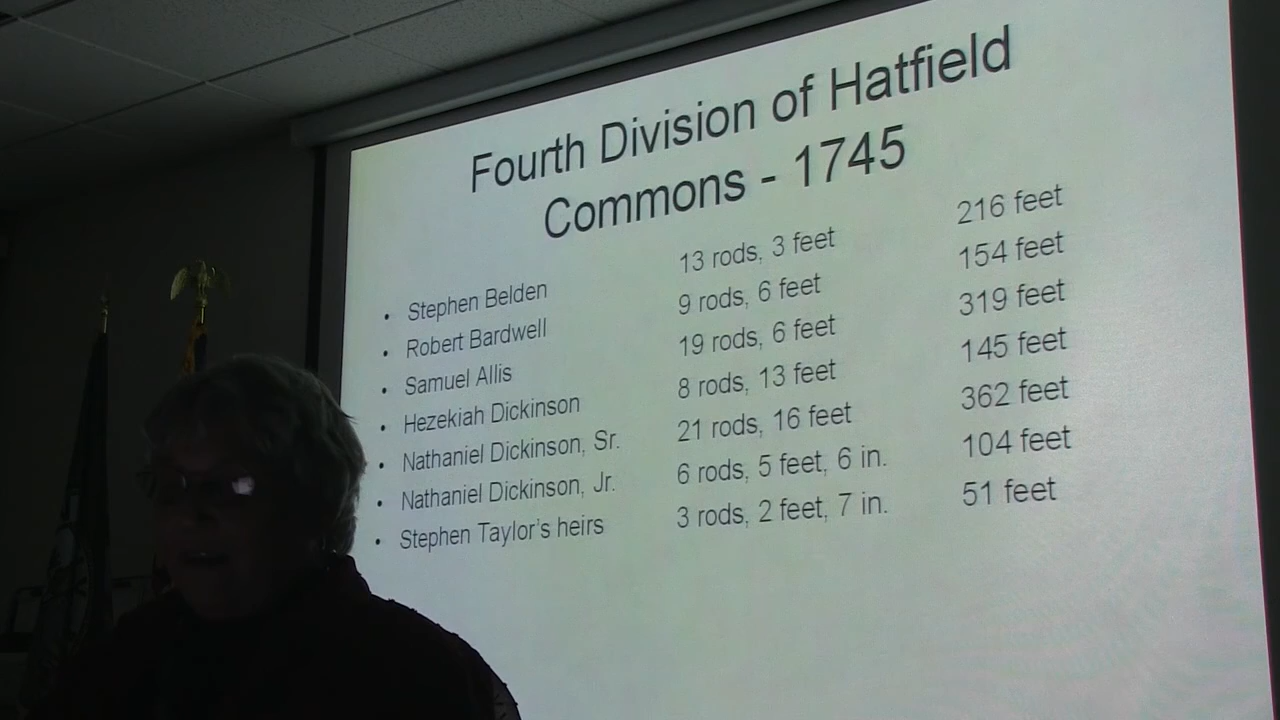 Fourth Division of Hatfield
Commons - 1745
• Stephen Belden 13 rods, 3 feet 216 feet
• Robert Bardwell 9 rods, 6 feet 154 feet
• Samuel Allis 19 rods, 6 feet 319 feet
• Hezekiah Dickinson 8 rods, 13 feet 145 feet
• Nathaniel Dickinson, Sr. 21 rods, 16 feet 362 feet
• Nathaniel Dickinson, Jr. 6 rods, 5 feet, 6 in. 104 feet
• Stephen Taylor's heirs 3 rods, 2 feet, 7 in. 51 feet